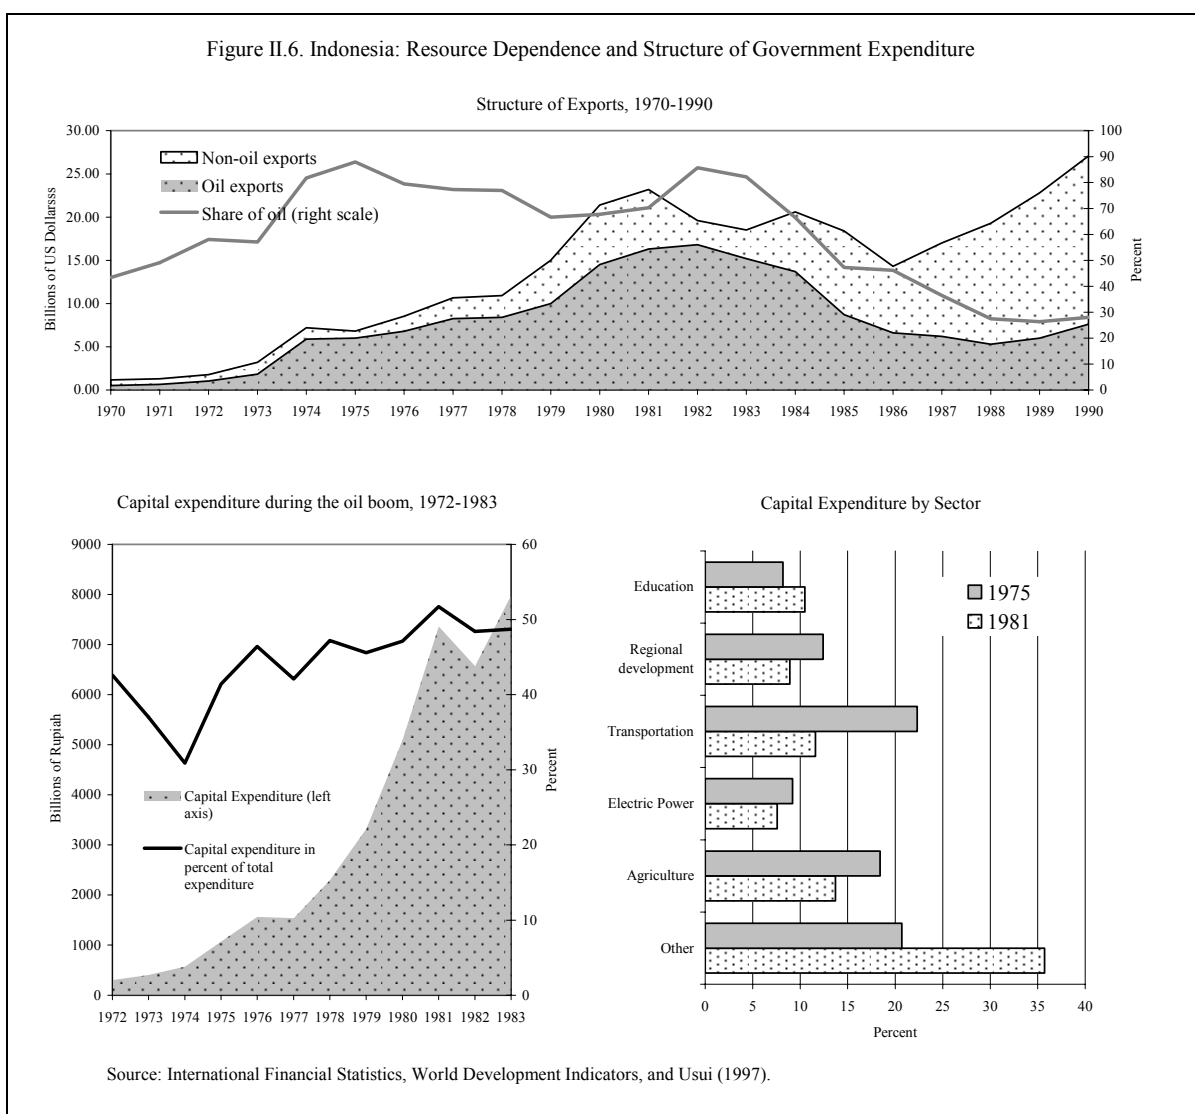 Figure II.6. Indonesia: Resource Dependence and Structure of Government Expenditure
Structure of Exports, 1970-1990
30.00
25.00
20.00
15.00
10.00
5.00
0.00
Billions of US Dollarsss
Non-oil exports
Oil exports
Share of oil (right scale)
100
90
80
70
60
50
40
30
20
10
0
Percent
1970 1971 1972 1973 1974 1975 1976 1977 1978 1979 1980 1981 1982 1983 1984 1985 1986 1987 1988 1989 1990
Capital expenditure during the oil boom, 1972-1983
9000
8000
7000
6000
5000
4000
3000
2000
1000
0
Billions of Rupiah
Capital Expenditure (left
axis)
Capital expenditure in
percent of total
expenditure
60
50
40
30
20
10
0
Percent
1972 1973 1974 1975 1976 1977 1978 1979 1980 1981 1982 1983
Capital Expenditure by Sector
Education
Regional
development
Transportation
Electric Power
Agriculture
Other
1975
1981
0 5 10 15 20 25 30 35 40
Percent
Source: International Financial Statistics, World Development Indicators, and Usui (1997).